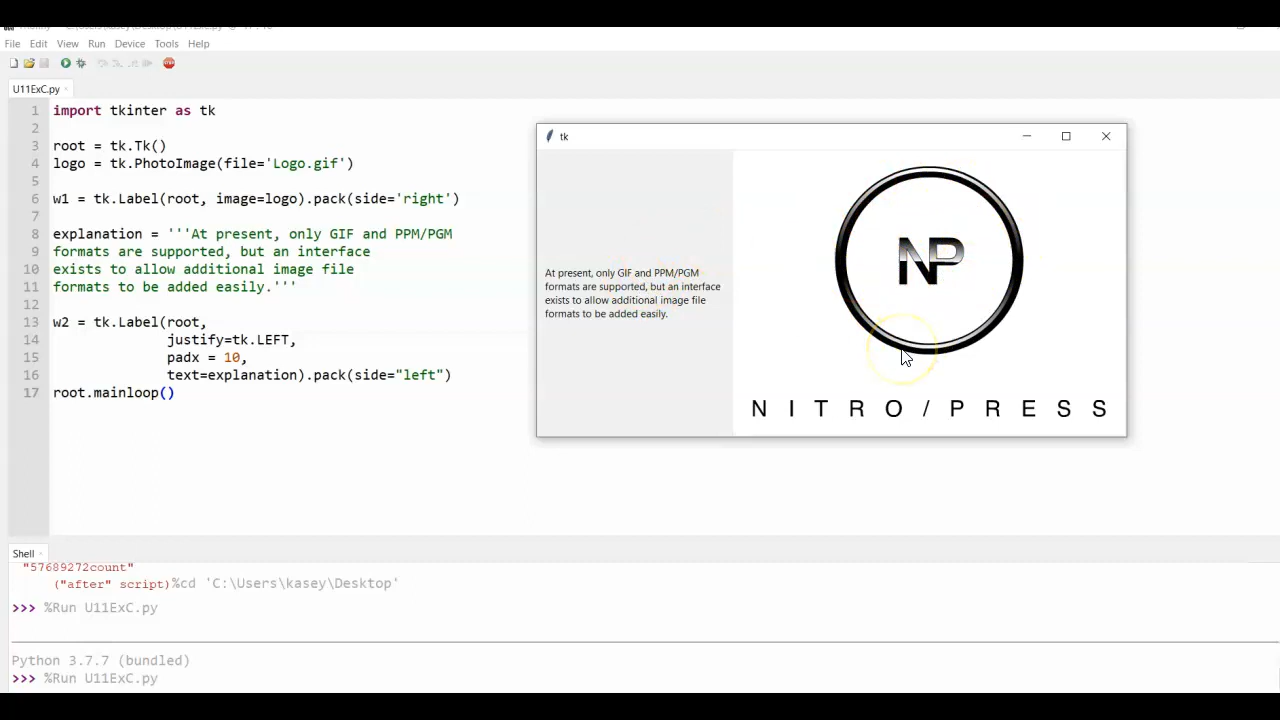 File Edit View Run Device Tools Help
U11ExC.py
1 import tkinter as tk
2
3 root = tk.Tk()
4 logo = tk.PhotoImage(file='Logo.gif')
5
6 w1 = tk.Label(root, image=logo).pack(side='right')
7
8 explanation = '''At present, only GIF and PPM/PGM
9 formats are supported, but an interface
10 exists to allow additional image file
11 formats to be added easily.'''
12
13 w2 = tk.Label(root,
14 justify=tk.LEFT,
15 padx = 10,
16 text=explanation).pack(side="left")
17 root.mainloop()
tk
At present, only GIF and PPM/PGM
formats are supported, but an interface
exists to allow additional image file
formats to be added easily.
NP
NITRO/PRESS
Shell
"57689272count"
("after" script)%cd 'C:\Users\kasey\Desktop'
>>> %Run U11ExC.py
Python 3.7.7 (bundled)
>>> %Run U11ExC.py